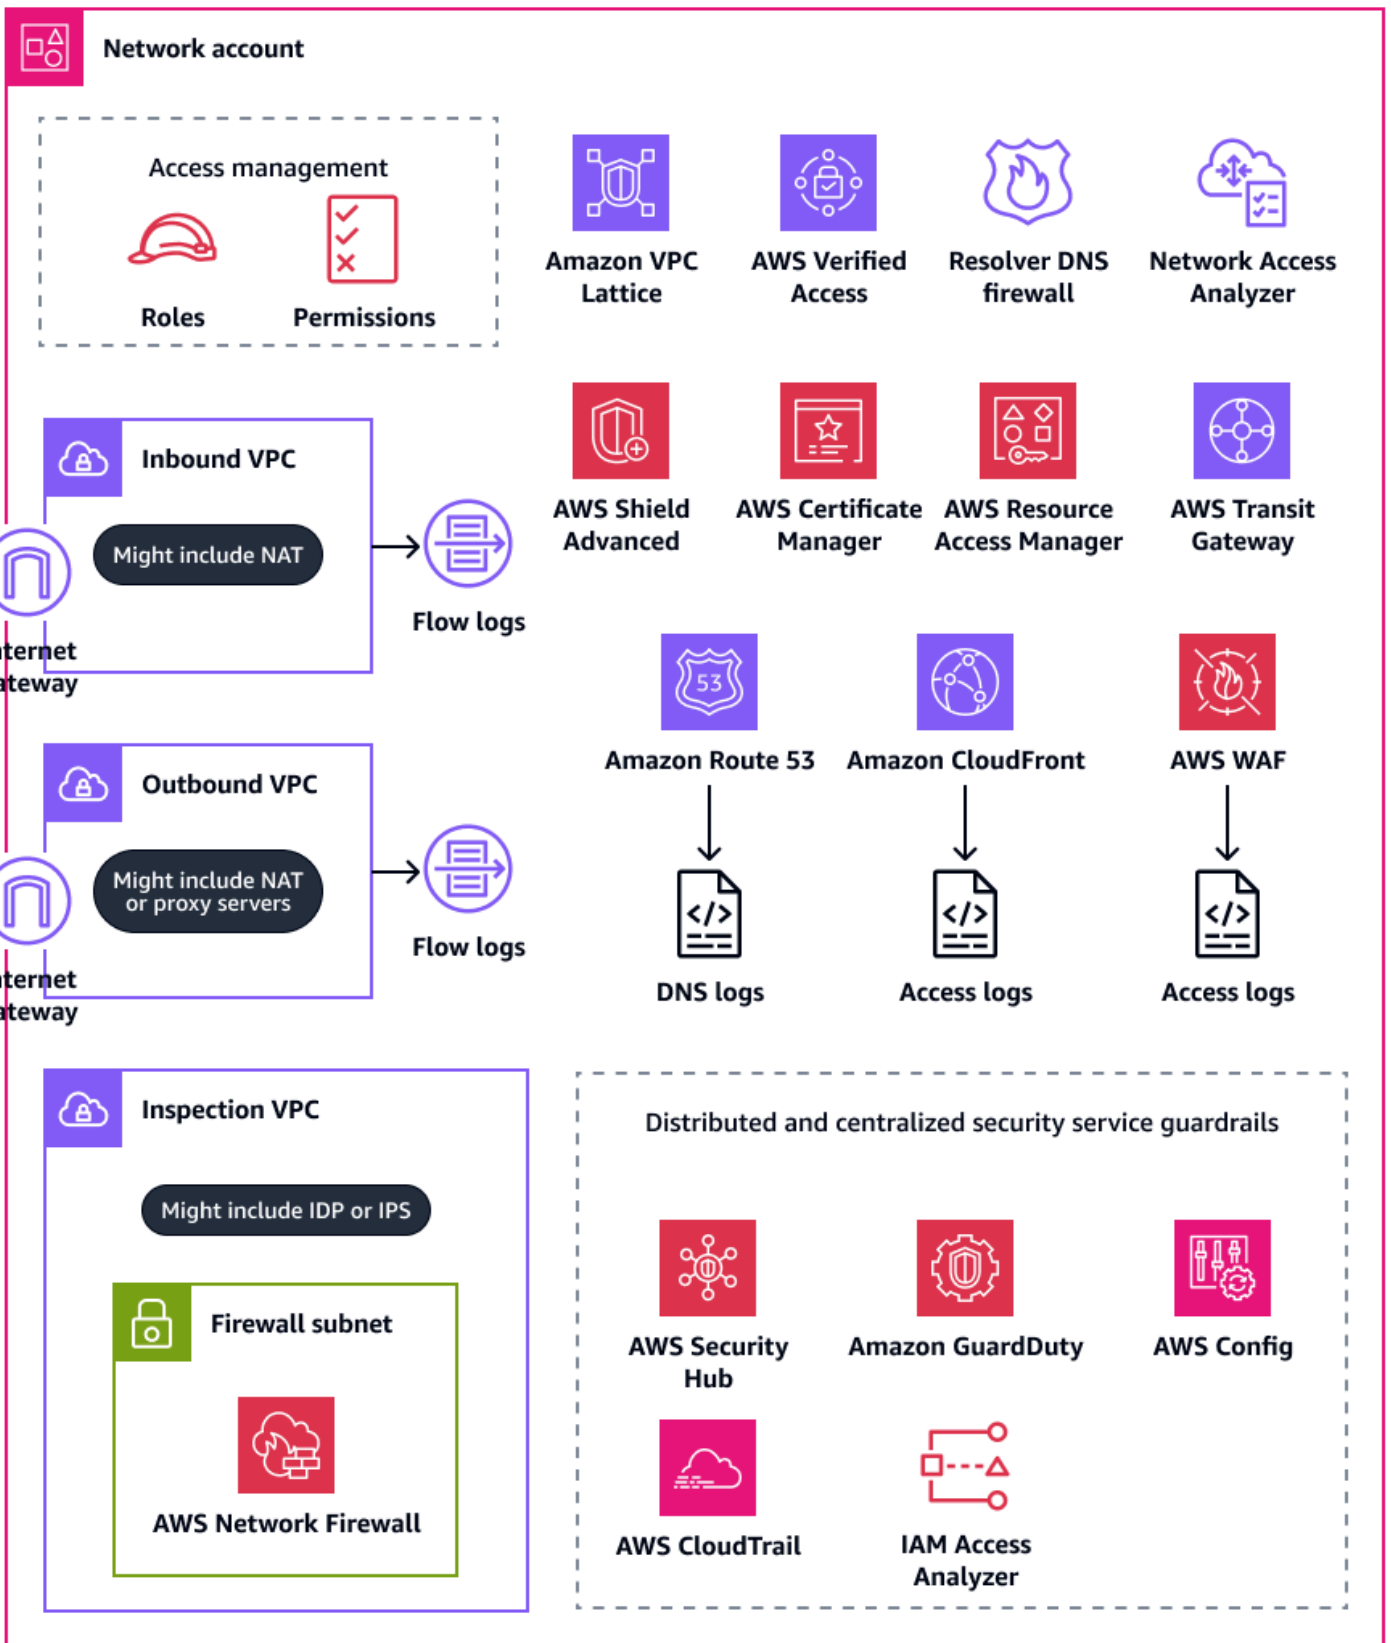 Network account
Access management
Roles
Permissions
Amazon VPC
Lattice
AWS Verified
Access
Resolver DNS
firewall
Network Access
Analyzer
AWS Shield
Advanced
AWS Certificate
Manager
AWS Resource
Access Manager
AWS Transit
Gateway
Inbound VPC
Might include NAT
Flow logs
nternet
ateway
Outbound VPC
Might include NAT
or proxy servers
Flow logs
nternet
ateway
53
Amazon Route 53
Amazon CloudFront
AWS WAF
DNS logs
Access logs
Access logs
Inspection VPC
Might include IDP or IPS
Firewall subnet
AWS Network Firewall
Distributed and centralized security service guardrails
AWS Security
Hub
Amazon GuardDuty
AWS Config
AWS CloudTrail
IAM Access
Analyzer